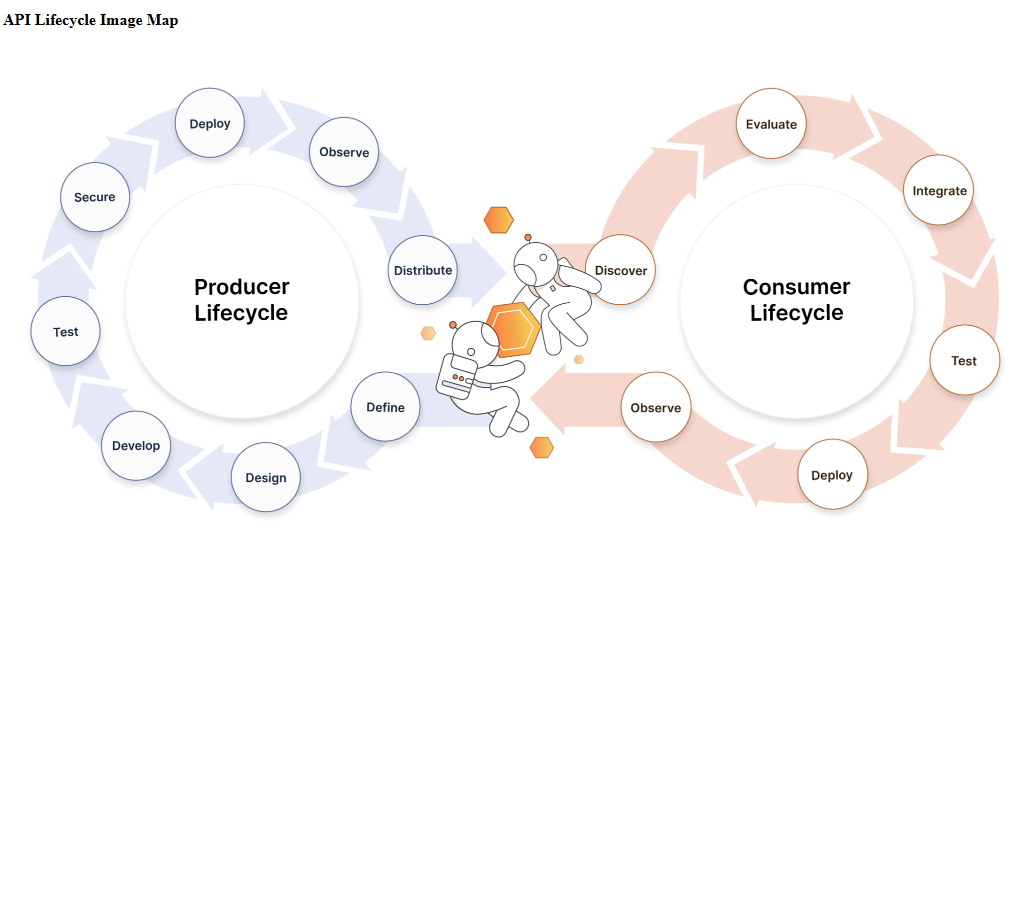 API Lifecycle Image Map
Deploy
Observe
Secure
Distribute
Producer
Lifecycle
Test
Define
Develop
Design
Evaluate
Integrate
Discover
Consumer
Lifecycle
Test
Observe
Deploy